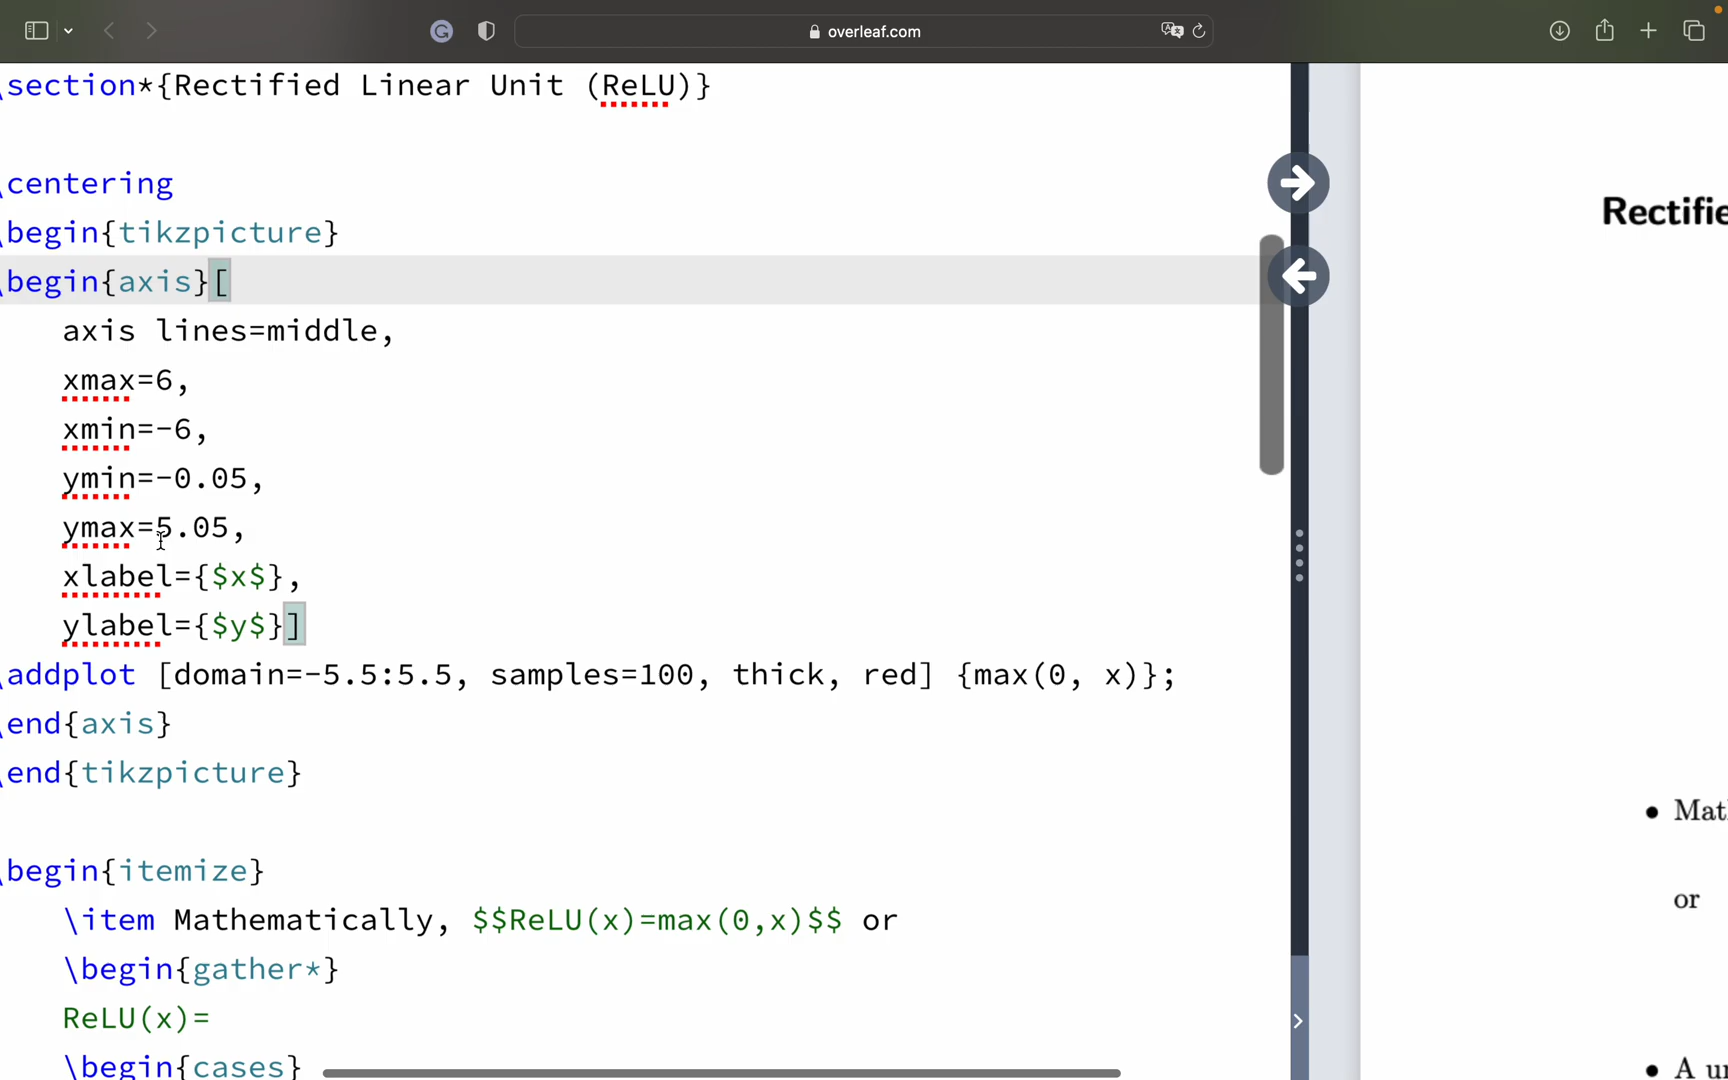 overleaf.com
\section*{Rectified Linear Unit (ReLU)}
\centering
\begin{tikzpicture}
\begin{axis}[
axis lines=middle,
xmax=6,
xmin=-6,
ymin=-0.05,
ymax=5.05,
xlabel={$x$},
ylabel={$y$}]
\addplot [domain=-5.5:5.5, samples=100, thick, red] {max(0, x)};
\end{axis}
\end{tikzpicture}
\begin{itemize}
\item Mathematically, $$ReLU(x)=max(0,x)$$ or
\begin{gather*}
ReLU(x)=
\begin{cases}
Rectifie
• Mat
or
• A